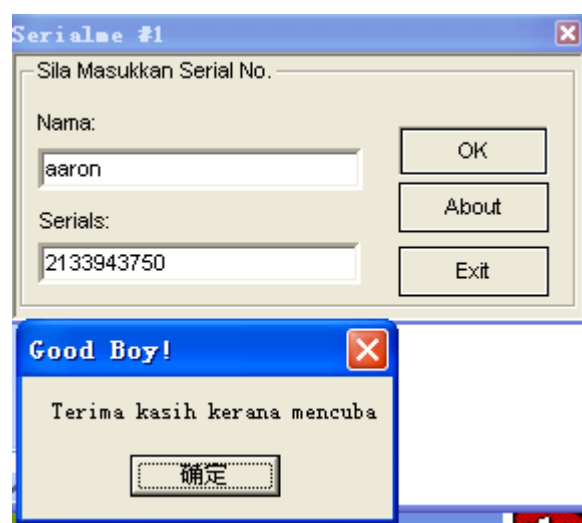 Serialme #1
Sila Masukkan Serial No.
Nama:
aaron
OK
About
Serials:
2133943750
Exit
Good Boy!
Terima kasih kerana mencuba
确定